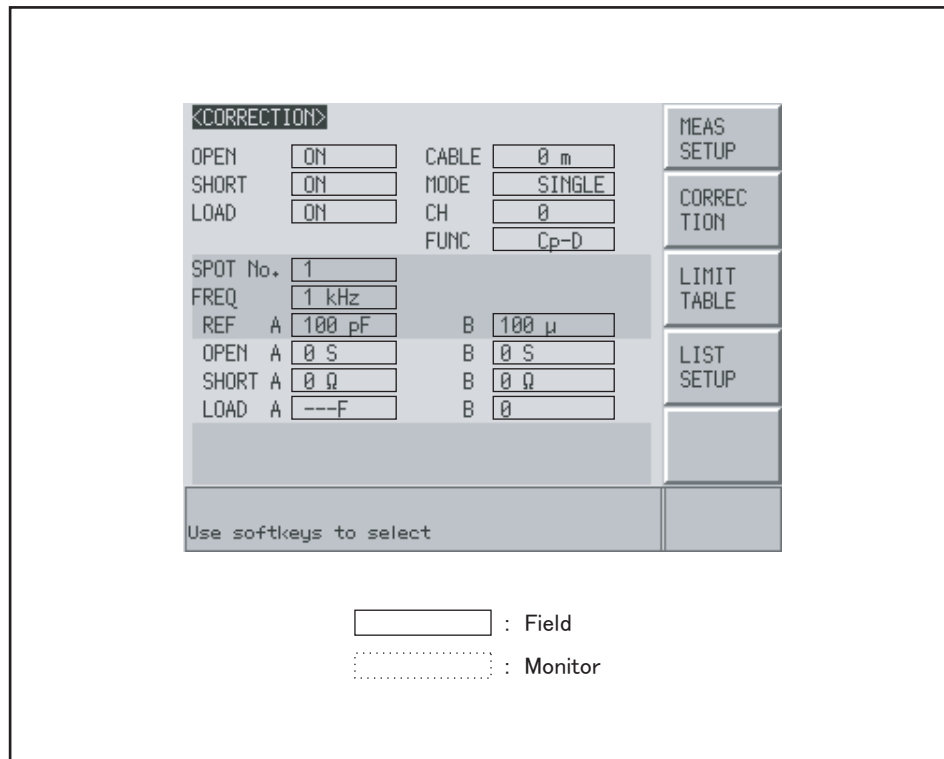 <CORRECTION>
OPEN ON CABLE 0 m
SHORT ON MODE SINGLE
LOAD ON CH 0
FUNC Cp-D
SPOT No. 1
FREQ 1 kHz
REF A 100 pF B 100 μ
OPEN A 0 S B 0 S
SHORT A 0 Ω B 0 Ω
LOAD A ---F B 0
Use softkeys to select
MEAS
SETUP
CORREC
TION
LIMIT
TABLE
LIST
SETUP
: Field
: Monitor